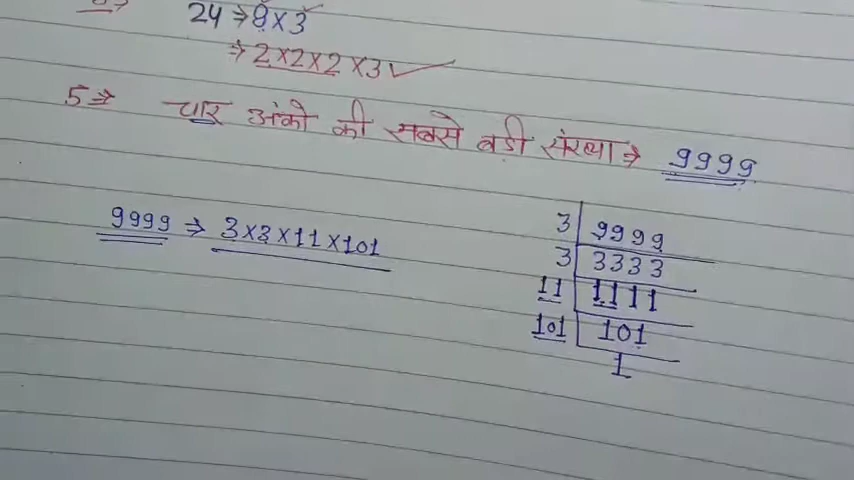 24 ⇒ 8×3
⇒ 2×2×2×3 ✓
5⇒ चार अंको की सबसे बड़ी संख्या ⇒ 9999
9999 ⇒ 3×3×11×101
3 | 9999
3 | 3333
11 | 1111
101 | 101
1